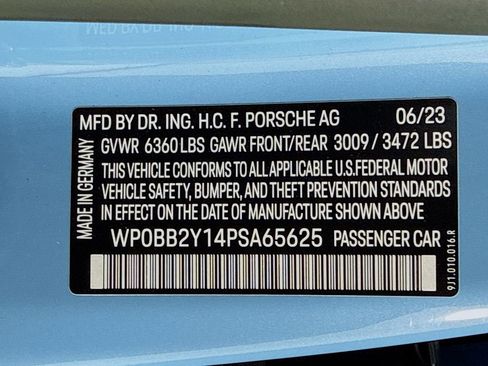 MFD BY DR. ING. H.C. F. PORSCHE AG 06/23
GVWR 6360 LBS GAWR FRONT/REAR 3009 / 3472 LBS
THIS VEHICLE CONFORMS TO ALL APPLICABLE U.S.FEDERAL MOTOR
VEHICLE SAFETY, BUMPER, AND THEFT PREVENTION STANDARDS
IN EFFECT ON THE DATE OF MANUFACTURE SHOWN ABOVE
WP0BB2Y14PSA65625 PASSENGER CAR
MADE IN GERMANY
9J1.010.016.R